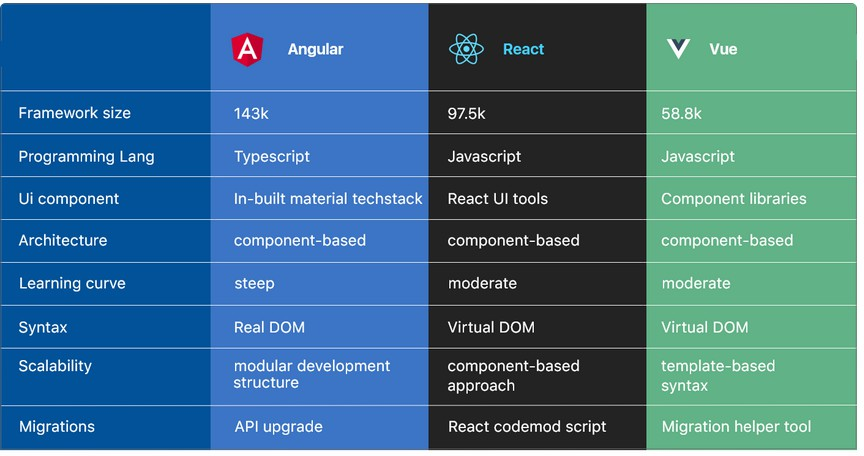 Angular React Vue
Framework size 143k 97.5k 58.8k
Programming Lang Typescript Javascript Javascript
Ui component In-built material techstack React UI tools Component libraries
Architecture component-based component-based component-based
Learning curve steep moderate moderate
Syntax Real DOM Virtual DOM Virtual DOM
Scalability modular development component-based template-based
structure approach syntax
Migrations API upgrade React codemod script Migration helper tool